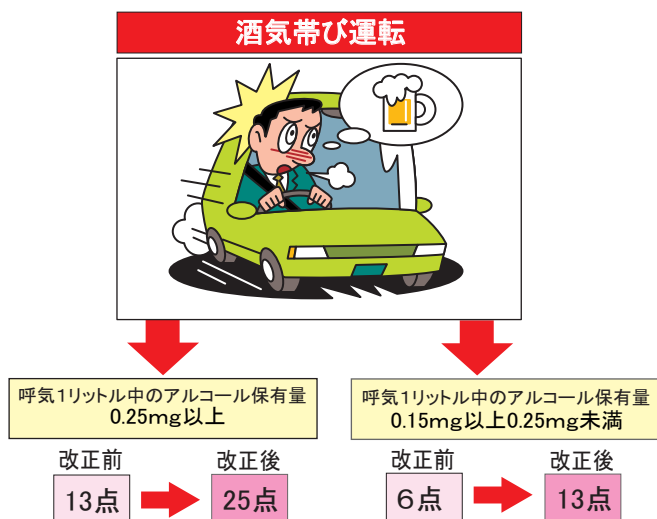 酒気帯び運転
呼気1リットル中のアルコール保有量
0.25mg以上
改正前
改正後
13点
25点
呼気1リットル中のアルコール保有量
0.15mg以上0.25mg未満
改正前
改正後
6点
13点